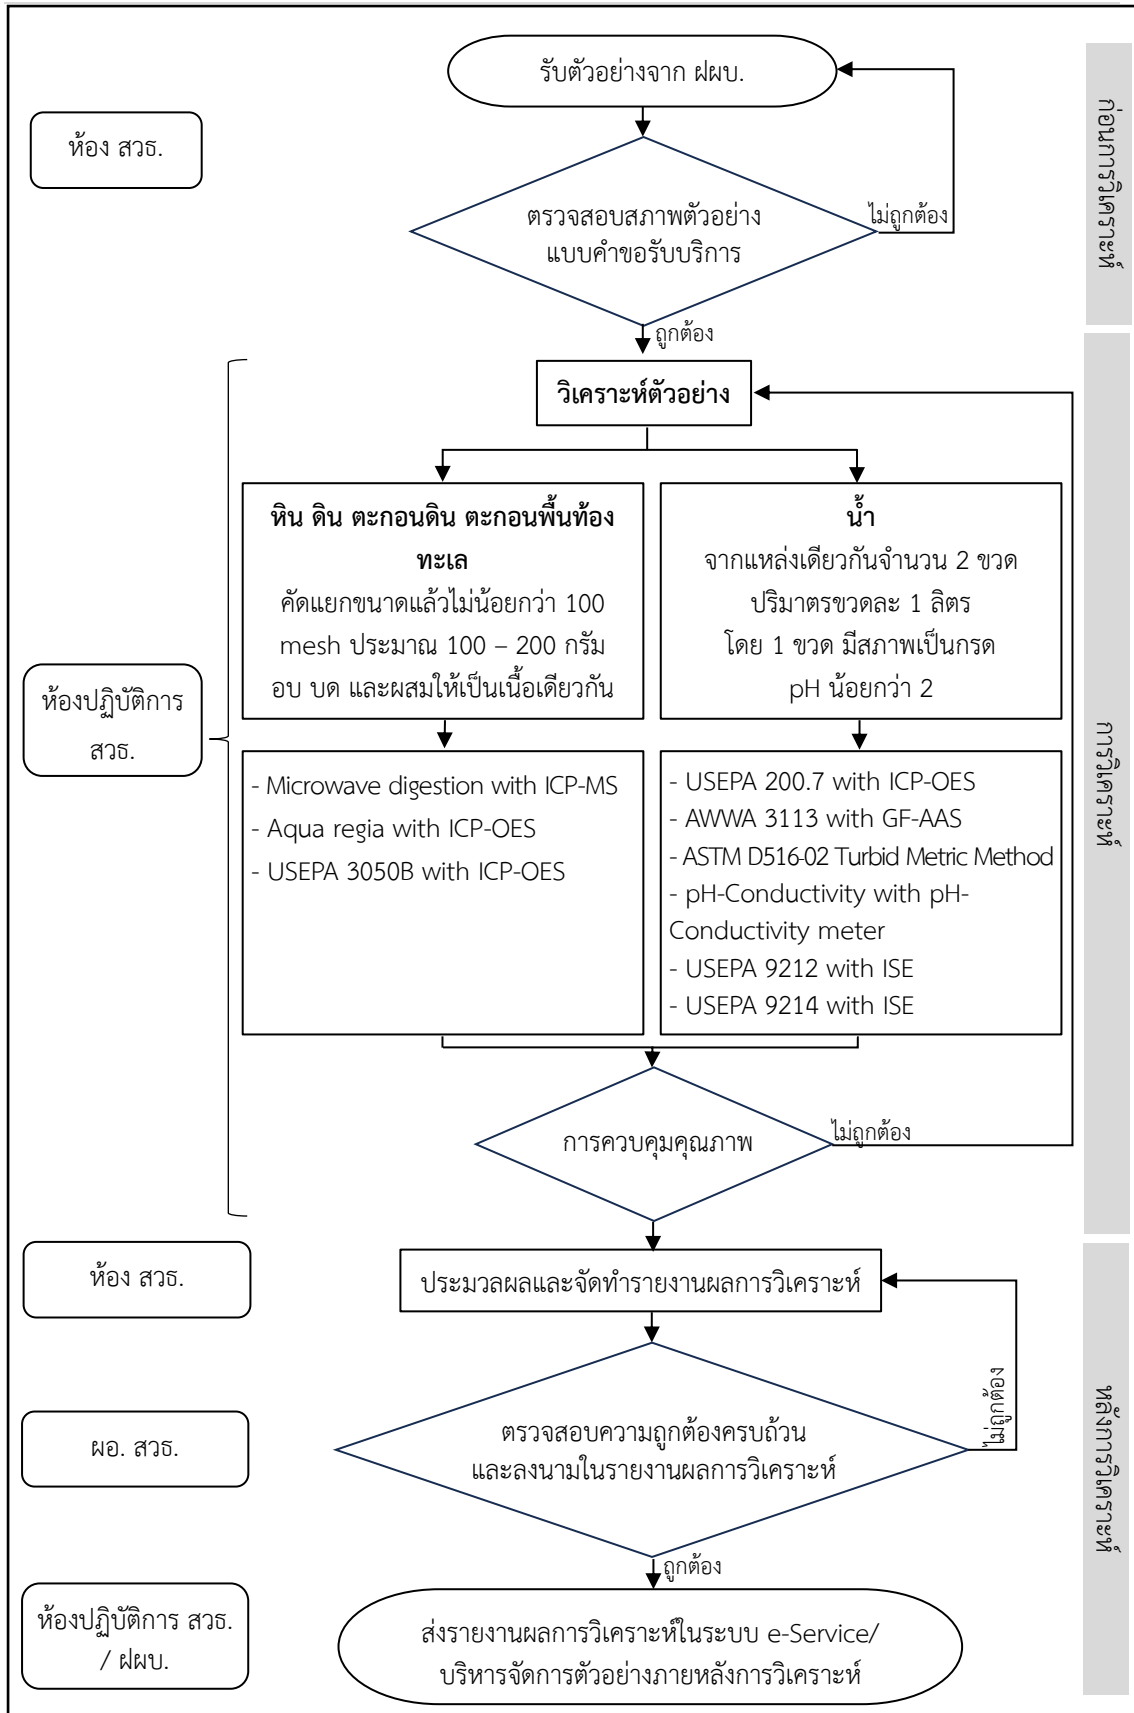 รับตัวอย่างจาก ฝผบ.
ก่อนการวิเคราะห์
ห้อง สวธ.
ตรวจสอบสภาพตัวอย่าง
แบบคำขอรับบริการ
ไม่ถูกต้อง
ถูกต้อง
วิเคราะห์ตัวอย่าง
หิน ดิน ตะกอนดิน ตะกอนพื้นท้อง
ทะเล
คัดแยกขนาดแล้วไม่น้อยกว่า 100
mesh ประมาณ 100 – 200 กรัม
อบ บด และผสมให้เป็นเนื้อเดียวกัน
น้ำ
จากแหล่งเดียวกันจำนวน 2 ขวด
ปริมาตรขวดละ 1 ลิตร
โดย 1 ขวด มีสภาพเป็นกรด
pH น้อยกว่า 2
ห้องปฏิบัติการ
สวธ.
การวิเคราะห์
- Microwave digestion with ICP-MS
- Aqua regia with ICP-OES
- USEPA 3050B with ICP-OES
- USEPA 200.7 with ICP-OES
- AWWA 3113 with GF-AAS
- ASTM D516-02 Turbid Metric Method
- pH-Conductivity with pH-
Conductivity meter
- USEPA 9212 with ISE
- USEPA 9214 with ISE
การควบคุมคุณภาพ
ไม่ถูกต้อง
ห้อง สวธ.
ประมวลผลและจัดทำรายงานผลการวิเคราะห์
ผอ. สวธ.
ตรวจสอบความถูกต้องครบถ้วน
และลงนามในรายงานผลการวิเคราะห์
ไม่ถูกต้อง
หลังการวิเคราะห์
ถูกต้อง
ห้องปฏิบัติการ สวธ.
/ ฝผบ.
ส่งรายงานผลการวิเคราะห์ในระบบ e-Service/
บริหารจัดการตัวอย่างภายหลังการวิเคราะห์